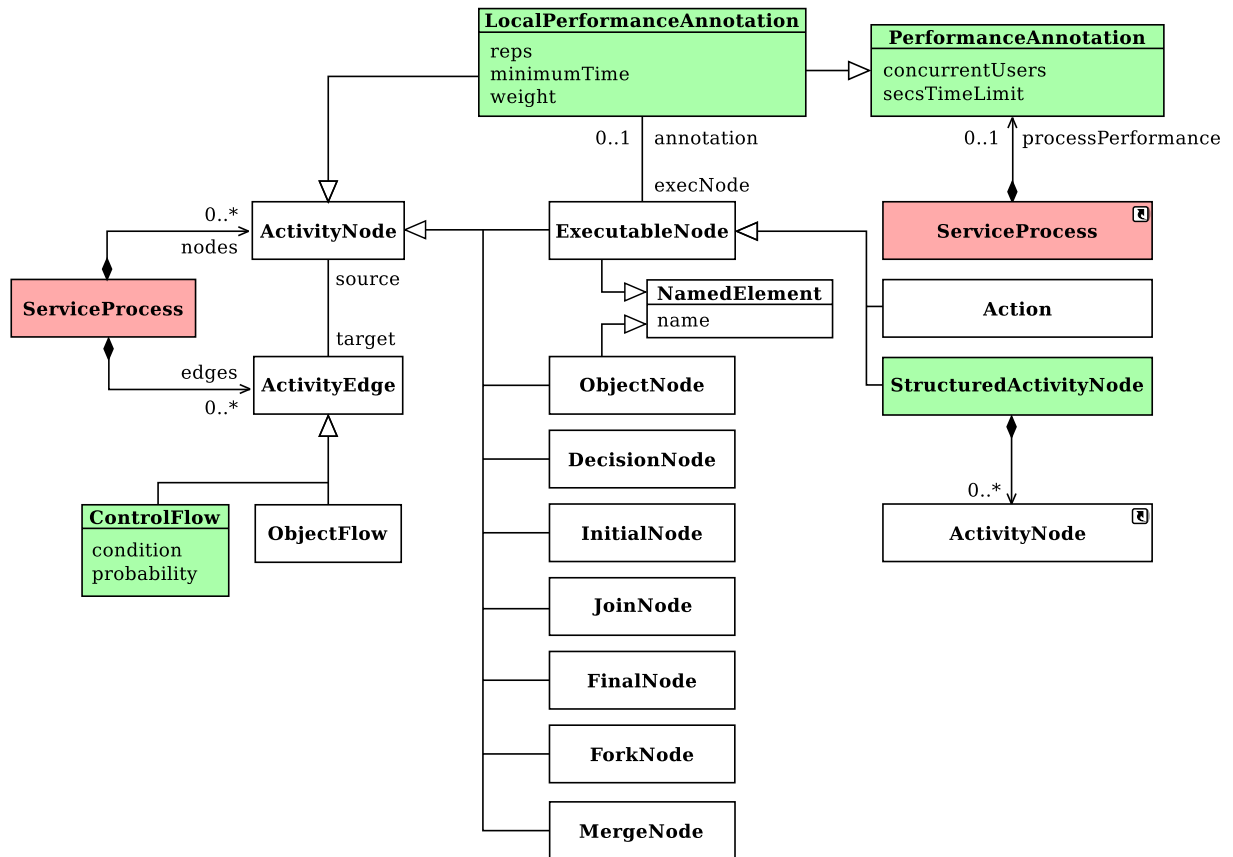 LocalPerformanceAnnotation
reps
minimumTime
weight
PerformanceAnnotation
concurrentUsers
secsTimeLimit
0..1 annotation
execNode
0..1 processPerformance
0..*
nodes
ActivityNode
ExecutableNode
ServiceProcess
ServiceProcess
source
target
NamedElement
name
Action
edges
0..*
ActivityEdge
ObjectNode
StructuredActivityNode
DecisionNode
0..*
ControlFlow
condition
probability
ObjectFlow
InitialNode
ActivityNode
JoinNode
FinalNode
ForkNode
MergeNode